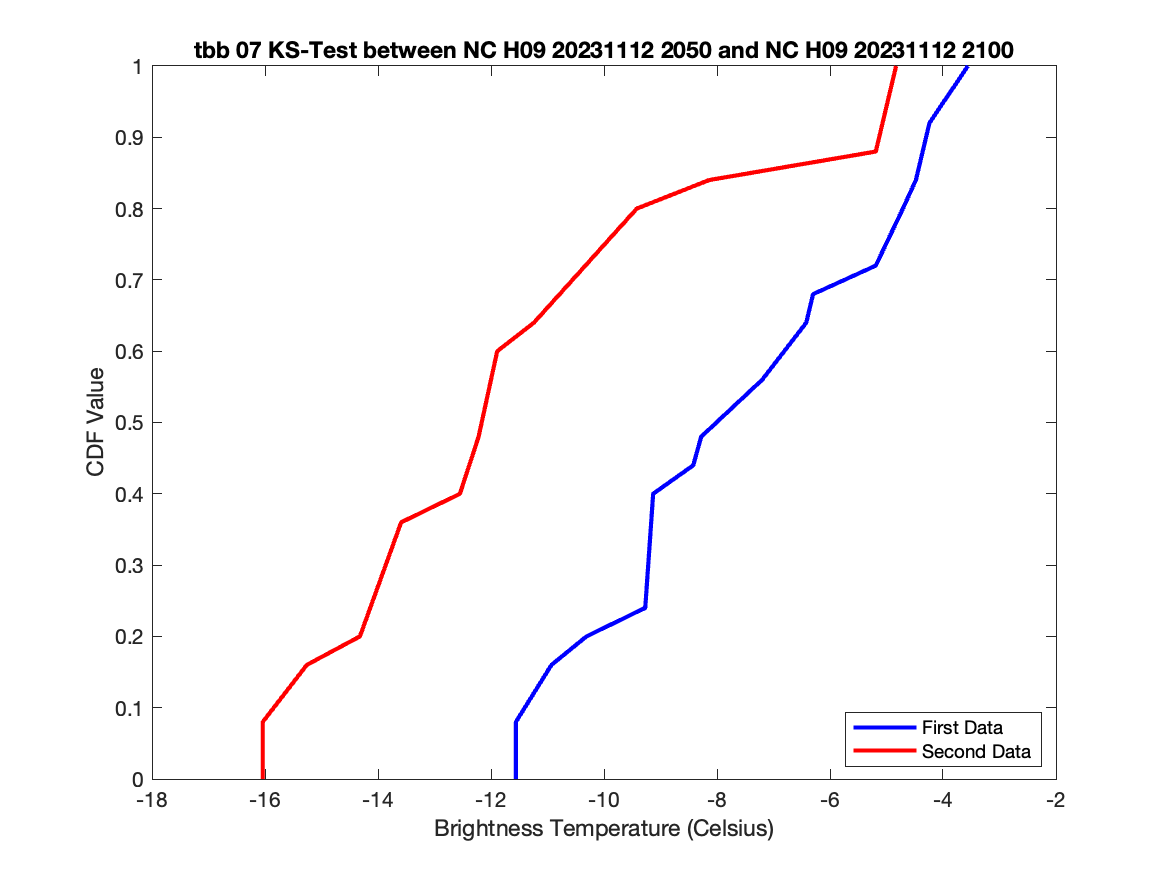 tbb 07 KS-Test between NC H09 20231112 2050 and NC H09 20231112 2100
1
0.9
0.8
0.7
0.6
0.5
0.4
0.3
0.2
0.1
0
CDF Value
-18 -16 -14 -12 -10 -8 -6 -4 -2
Brightness Temperature (Celsius)
First Data
Second Data